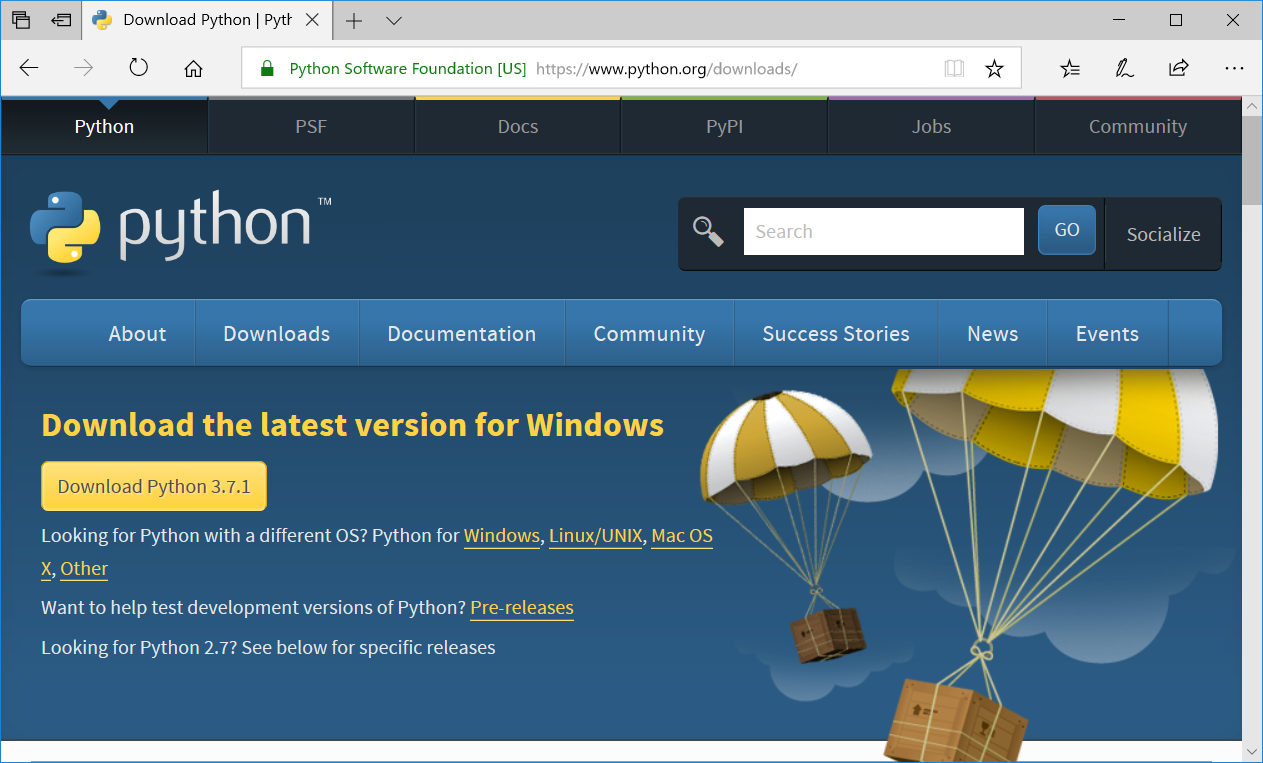 Download Python | Pyth
Python Software Foundation [US] https://www.python.org/downloads/
Python PSF Docs PyPI Jobs Community
python™
Search GO Socialize
About Downloads Documentation Community Success Stories News Events
Download the latest version for Windows
Download Python 3.7.1
Looking for Python with a different OS? Python for Windows, Linux/UNIX, Mac OS
X, Other
Want to help test development versions of Python? Pre-releases
Looking for Python 2.7? See below for specific releases